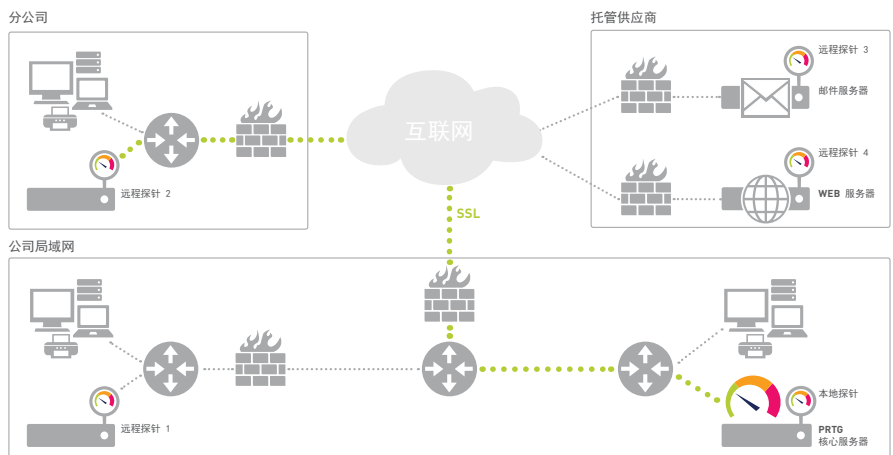 分公司
托管供应商
远程探针 3
邮件服务器
互联网
远程探针 4
远程探针 2
WEB 服务器
SSL
公司局域网
本地探针
远程探针 1
PRTG
核心服务器